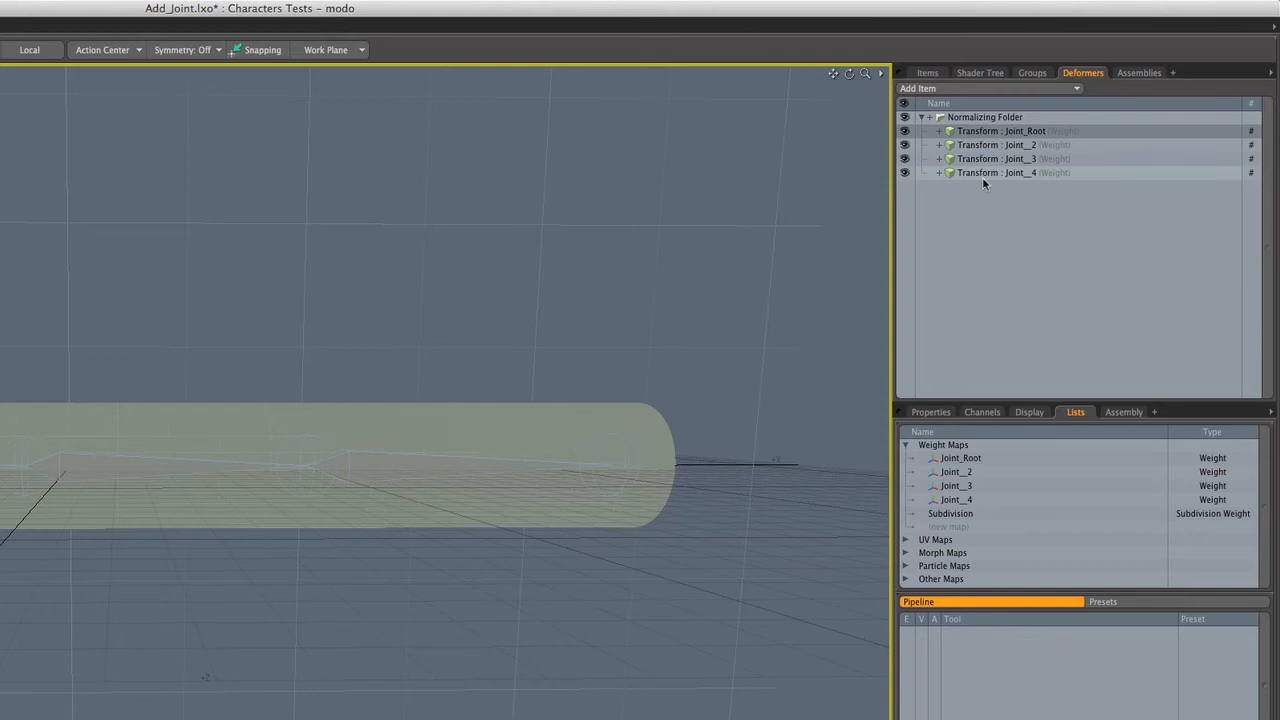 Add_Joint.lxo* : Characters Tests - modo
Local
Action Center
Symmetry: Off
Snapping
Work Plane
Items
Shader Tree
Groups
Deformers
Assemblies
+
Add Item
Name #
Normalizing Folder
Transform : Joint_Root (Weight) #
Transform : Joint__2 (Weight) #
Transform : Joint__3 (Weight) #
Transform : Joint__4 (Weight) #
Properties
Channels
Display
Lists
Assembly
+
Name Type
Weight Maps
Joint_Root Weight
Joint__2 Weight
Joint__3 Weight
Joint__4 Weight
Subdivision Subdivision Weight
(new map)
UV Maps
Morph Maps
Particle Maps
Other Maps
Pipeline Presets
E V A Tool Preset